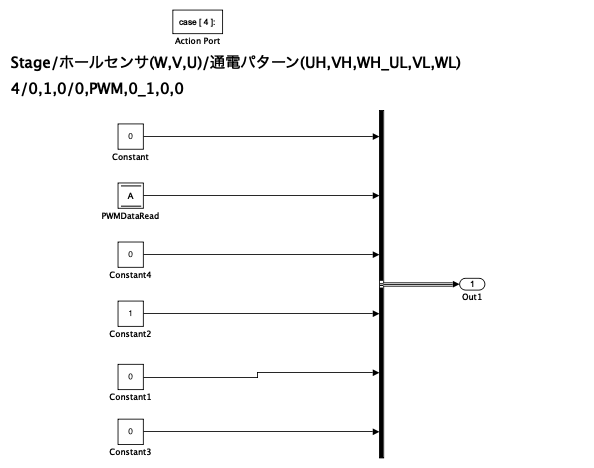 case [ 4 ]:
Action Port
Stage/ホールセンサ(W,V,U)/通電パターン(UH,VH,WH_UL,VL,WL)
4/0,1,0/0,PWM,0_1,0,0
0
Constant
A
PWMDataRead
0
Constant4
1
Out1
1
Constant2
0
Constant1
0
Constant3